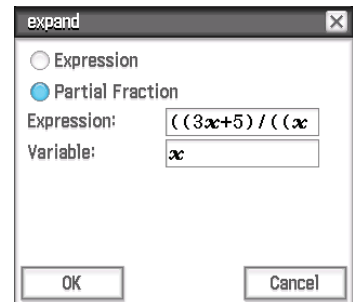 expand
Expression
Partial Fraction
Expression: ((3x+5)/((x
Variable: x
OK Cancel